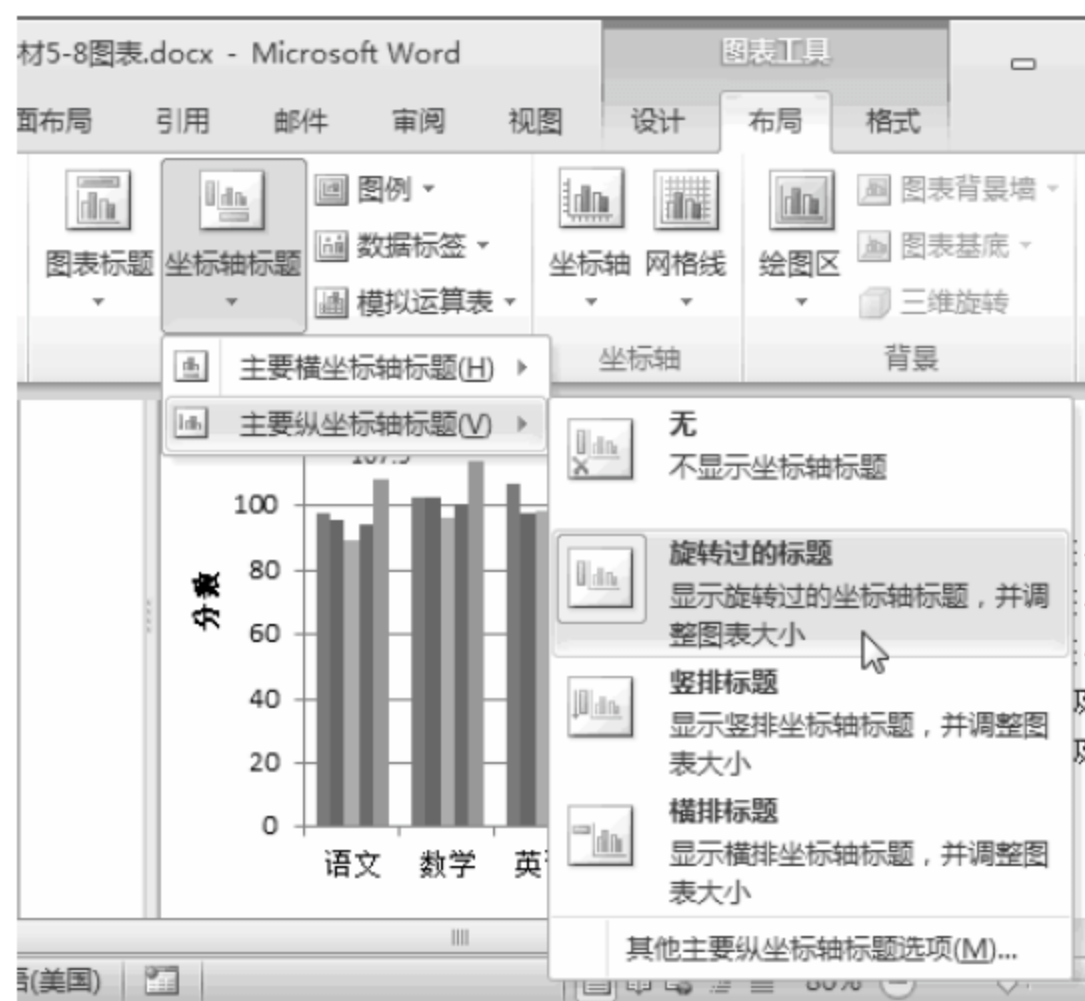 材5-8图表.docx - Microsoft Word
图表工具
面布局 引用 邮件 审阅 视图 设计 布局 格式
图表标题
坐标轴标题
图例
数据标签
模拟运算表
坐标轴
网格线
绘图区
图表背景墙
图表基底
三维旋转
坐标轴
背景
主要横坐标轴标题(H)
主要纵坐标轴标题(V)
无
不显示坐标轴标题
旋转过的标题
显示旋转过的坐标轴标题，并调
整图表大小
竖排标题
显示竖排坐标轴标题，并调整图
表大小
横排标题
显示横排坐标轴标题，并调整图
表大小
其他主要纵坐标轴标题选项(M)...
107.9
100
80
60
40
20
0
分数
语文 数学 英
语(美国)
80%